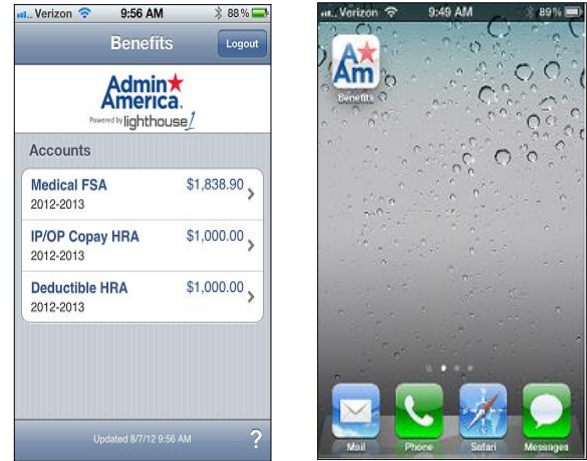 Verizon 9:56 AM 88%
Benefits
Logout
Admin
America.
Powered by lighthouse1
Accounts
Medical FSA $1,838.90
2012-2013
IP/OP Copay HRA $1,000.00
2012-2013
Deductible HRA $1,000.00
2012-2013
Updated 8/7/12 9:56 AM ?
Verizon 9:49 AM 89%
A
Am
Benefits
Mail Phone Safari Messages